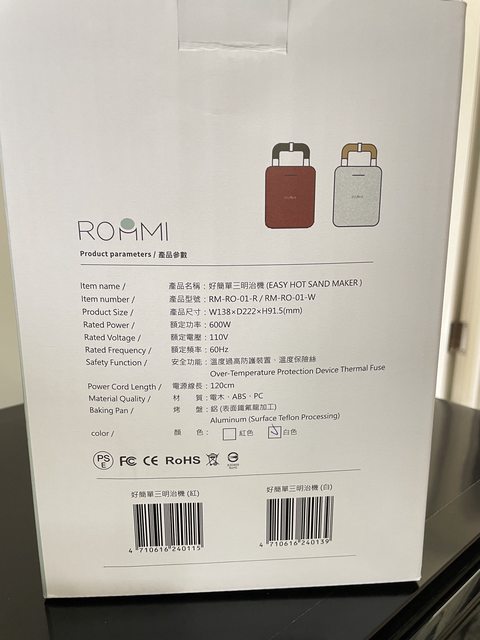 ROMMI
Product parameters / 產品參數
Item name / 產品名稱：好簡單三明治機 (EASY HOT SAND MAKER )
Item number / 產品型號：RM-RO-01-R / RM-RO-01-W
Product Size / 產品尺寸：W138×D222×H91.5(mm)
Rated Power / 額定功率：600W
Rated Voltage / 額定電壓：110V
Rated Frequency / 額定頻率：60Hz
Safety Function / 安全功能：溫度過高防護裝置、溫度保險絲
Over-Temperature Protection Device Thermal Fuse
Power Cord Length / 電源線長：120cm
Material Quality / 材 質：電木、ABS、PC
Baking Pan / 烤 盤：鋁 (表面鐵氟龍加工)
Aluminum (Surface Teflon Processing)
color / 顏 色： 紅色 白色
PS E FC CE RoHS
好簡單三明治機 (紅) 好簡單三明治機 (白)
4 710616 240115 4 710616 240139